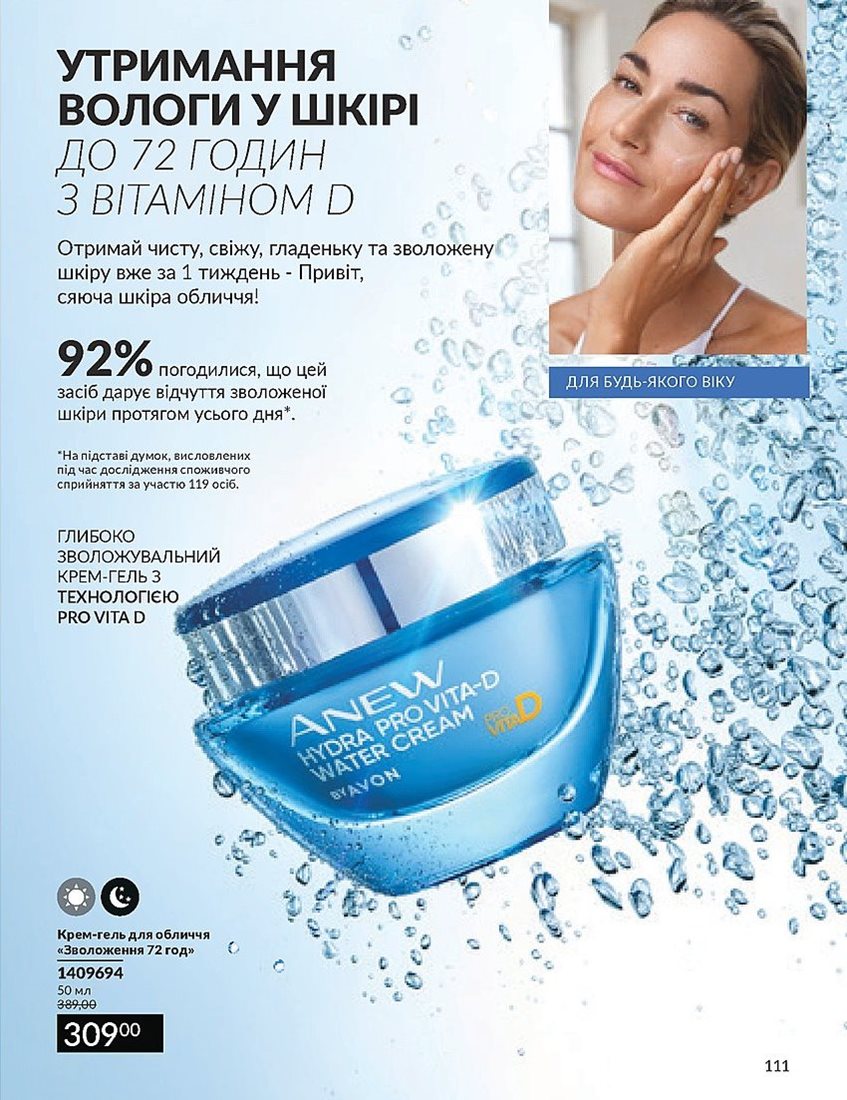 УТРИМАННЯ
ВОЛОГИ У ШКІРІ
ДО 72 ГОДИН
З ВІТАМІНОМ D
Отримай чисту, свіжу, гладеньку та зволожену
шкіру вже за 1 тиждень - Привіт,
сяюча шкіра обличчя!
92% погодилися, що цей
засіб дарує відчуття зволоженої
шкіри протягом усього дня*.
*На підставі думок, висловлених
під час дослідження споживчого
сприйняття за участю 119 осіб.
ДЛЯ БУДЬ-ЯКОГО ВІКУ
ГЛИБОКО
ЗВОЛОЖУВАЛЬНИЙ
КРЕМ-ГЕЛЬ З
ТЕХНОЛОГІЄЮ
PRO VITA D
ANEW
HYDRA PRO VITA-D
WATER CREAM
BY AVON
PRO
VITA D
Крем-гель для обличчя
«Зволоження 72 год»
1409694
50 мл
389,00
30900
111